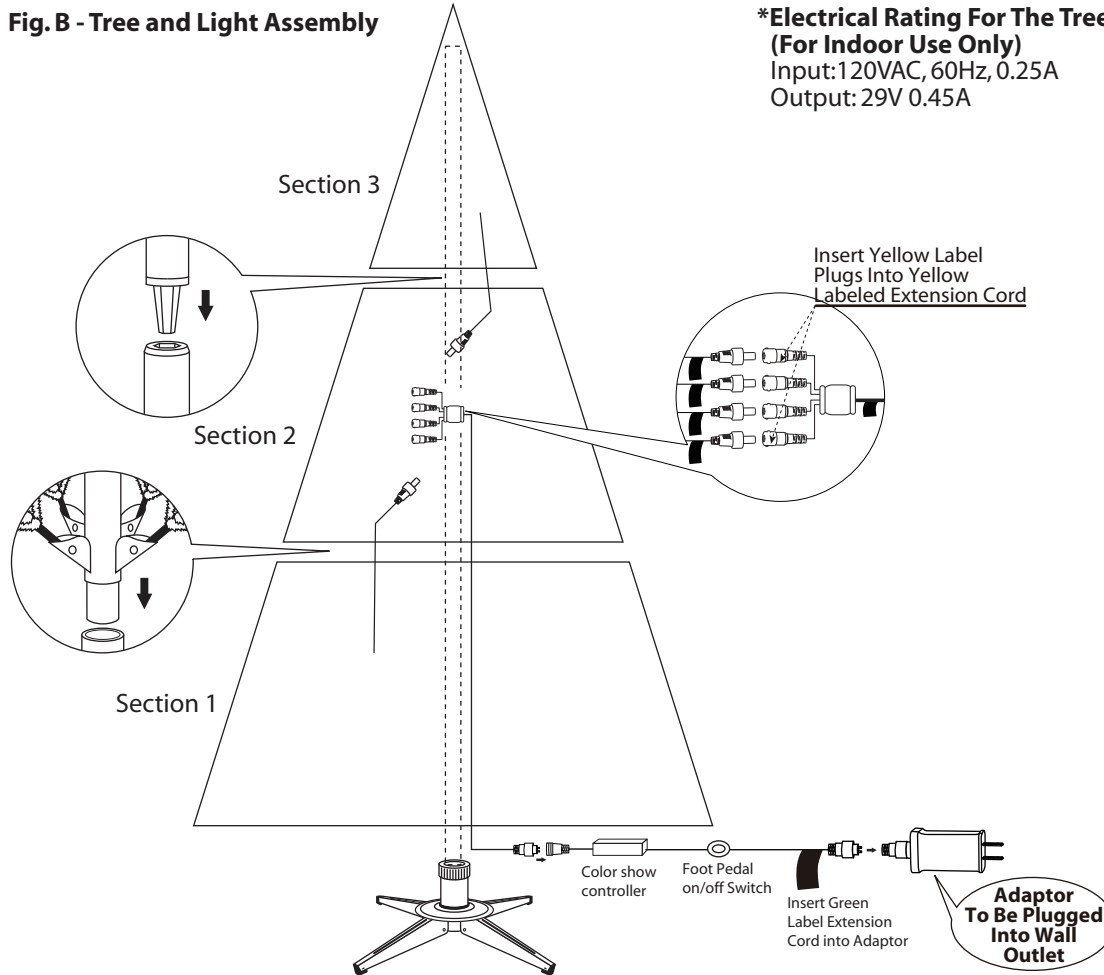 Fig. B - Tree and Light Assembly
*Electrical Rating For The Tree
(For Indoor Use Only)
Input:120VAC, 60Hz, 0.25A
Output: 29V 0.45A
Section 3
Insert Yellow Label
Plugs Into Yellow
Labeled Extension Cord
Section 2
Section 1
Color show
controller
Foot Pedal
on/off Switch
Insert Green
Label Extension
Cord into Adaptor
Adaptor
To Be Plugged
Into Wall
Outlet